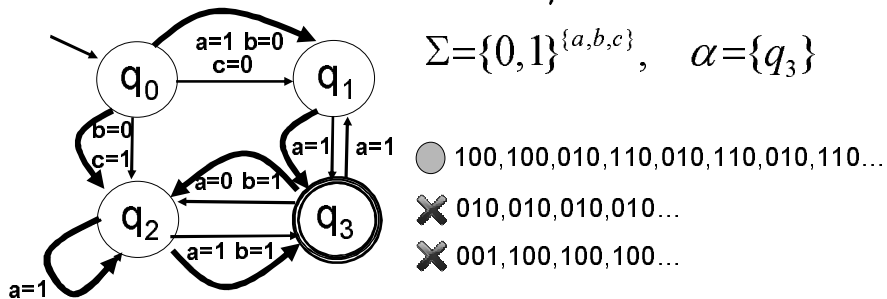 a=1 b=0
c=0
q0
q1
Σ={0,1}^{a,b,c}, α={q3}
b=0
c=1
a=1
a=1
100,100,010,110,010,110,010,110...
a=0 b=1
010,010,010,010...
q2
q3
a=1 b=1
001,100,100,100...
a=1